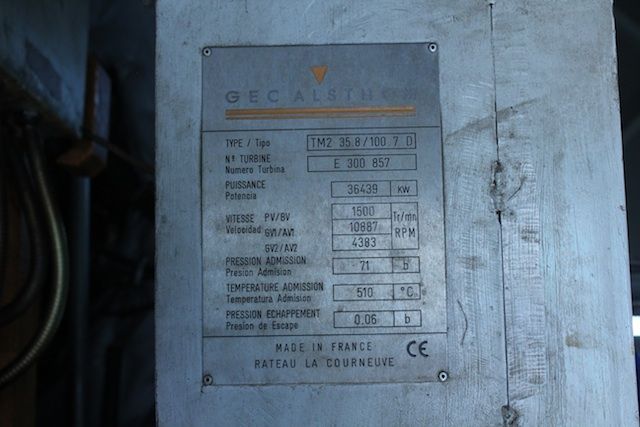 GEC ALSTHOM
TYPE / Tipo TM2 35.8/100.7 D
Nº TURBINE E 300 857
Numero Turbina
PUISSANCE 36439 KW
Potencia
VITESSE PV/BV 1500 Tr/mn
Velocidad GV1/AV1 10887 RPM
GV2/AV2 4383
PRESSION ADMISSION 71 b
Presion Admision
TEMPERATURE ADMISSION 510 °C
Temperatura Admision
PRESSION ECHAPPEMENT 0.06 b
Presion de Escape
MADE IN FRANCE CE
RATEAU LA COURNEUVE